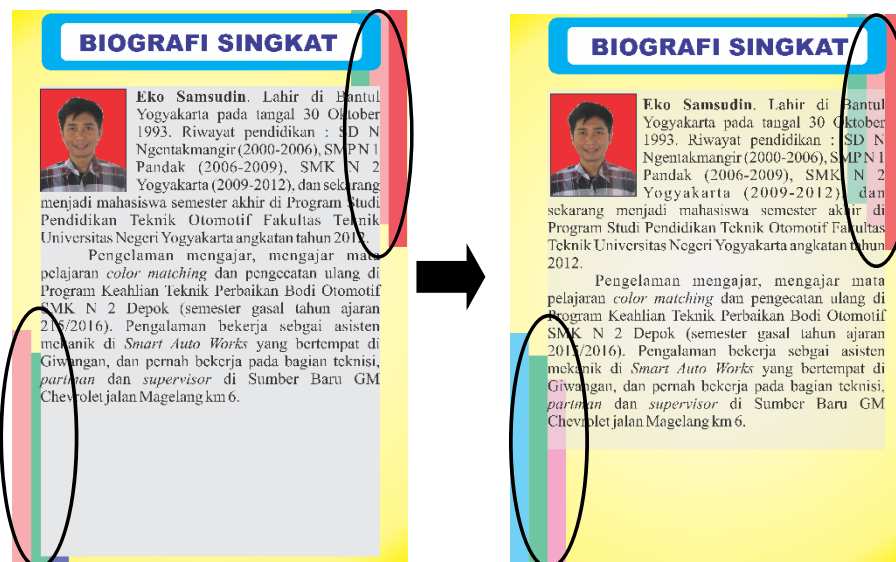 BIOGRAFI SINGKAT
Eko Samsudin. Lahir di Bantul
Yogyakarta pada tangal 30 Oktober
1993. Riwayat pendidikan : SD N
Ngentakmangir (2000-2006), SMP N 1
Pandak (2006-2009), SMK N 2
Yogyakarta (2009-2012), dan sekarang
menjadi mahasiswa semester akhir di Program Studi
Pendidikan Teknik Otomotif Fakultas Teknik
Universitas Negeri Yogyakarta angkatan tahun 2012.
Pengelaman mengajar, mengajar mata
pelajaran color matching dan pengecatan ulang di
Program Keahlian Teknik Perbaikan Bodi Otomotif
SMK N 2 Depok (semester gasal tahun ajaran
215/2016). Pengalaman bekerja sebgai asisten
mekanik di Smart Auto Works yang bertempat di
Giwangan, dan pernah bekerja pada bagian teknisi,
partman dan supervisor di Sumber Baru GM
Chevrolet jalan Magelang km 6.
BIOGRAFI SINGKAT
Eko Samsudin. Lahir di Bantul
Yogyakarta pada tangal 30 Oktober
1993. Riwayat pendidikan : SD N
Ngentakmangir (2000-2006), SMP N 1
Pandak (2006-2009), SMK N 2
Yogyakarta (2009-2012) dan
sekarang menjadi mahasiswa semester akhir di
Program Studi Pendidikan Teknik Otomotif Fakultas
Teknik Universitas Negeri Yogyakarta angkatan tahun
2012.
Pengelaman mengajar, mengajar mata
pelajaran color matching dan pengecatan ulang di
Program Keahlian Teknik Perbaikan Bodi Otomotif
SMK N 2 Depok (semester gasal tahun ajaran
2015/2016). Pengalaman bekerja sebgai asisten
mekanik di Smart Auto Works yang bertempat di
Giwangan, dan pernah bekerja pada bagian teknisi,
partman dan supervisor di Sumber Baru GM
Chevrolet jalan Magelang km 6.